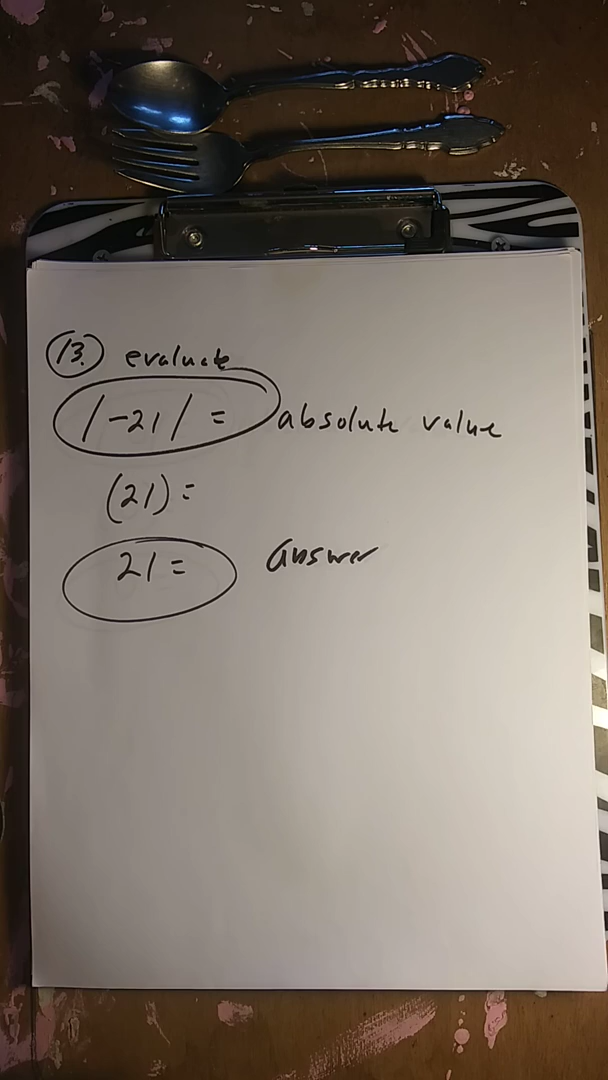 13. evaluate
|-21| = absolute value
(21) =
21 = answer